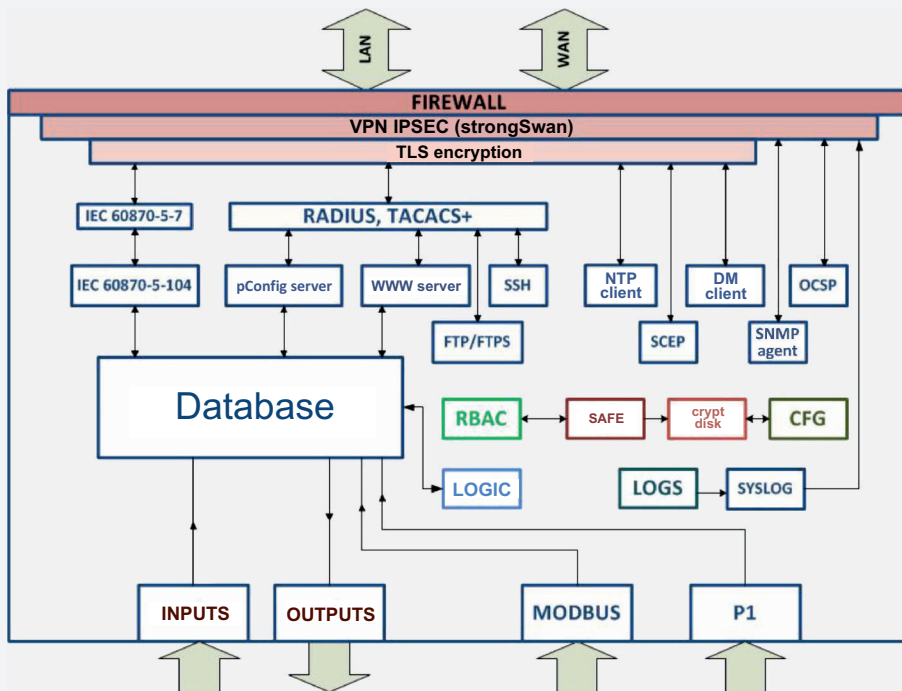 LAN
WAN
FIREWALL
VPN IPSEC (strongSwan)
TLS encryption
IEC 60870-5-7
RADIUS, TACACS+
IEC 60870-5-104
pConfig server
WWW server
SSH
NTP
client
DM
client
OCSP
FTP/FTPS
SCEP
SNMP
agent
Database
RBAC
SAFE
crypt
disk
CFG
LOGIC
LOGS
SYSLOG
INPUTS
OUTPUTS
MODBUS
P1